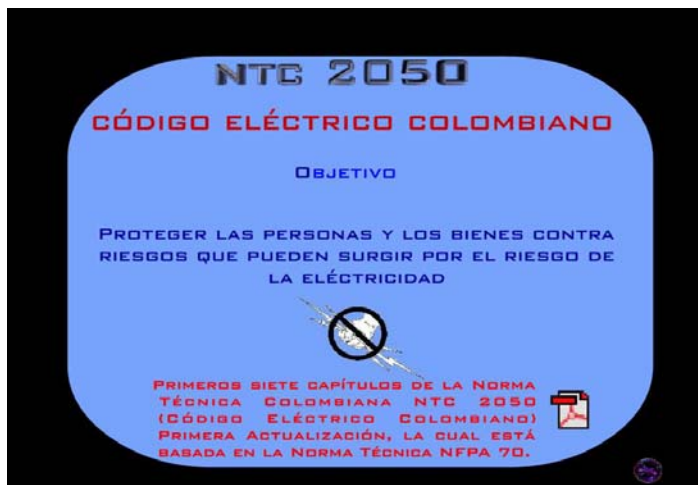 NTC 2050
CÓDIGO ELÉCTRICO COLOMBIANO
OBJETIVO
PROTEGER LAS PERSONAS Y LOS BIENES CONTRA
RIESGOS QUE PUEDEN SURGIR POR EL RIESGO DE
LA ELÉCTRICIDAD
PRIMEROS SIETE CAPÍTULOS DE LA NORMA
TÉCNICA COLOMBIANA NTC 2050
(CÓDIGO ELÉCTRICO COLOMBIANO)
PRIMERA ACTUALIZACIÓN, LA CUAL ESTÁ
BASADA EN LA NORMA TÉCNICA NFPA 70.